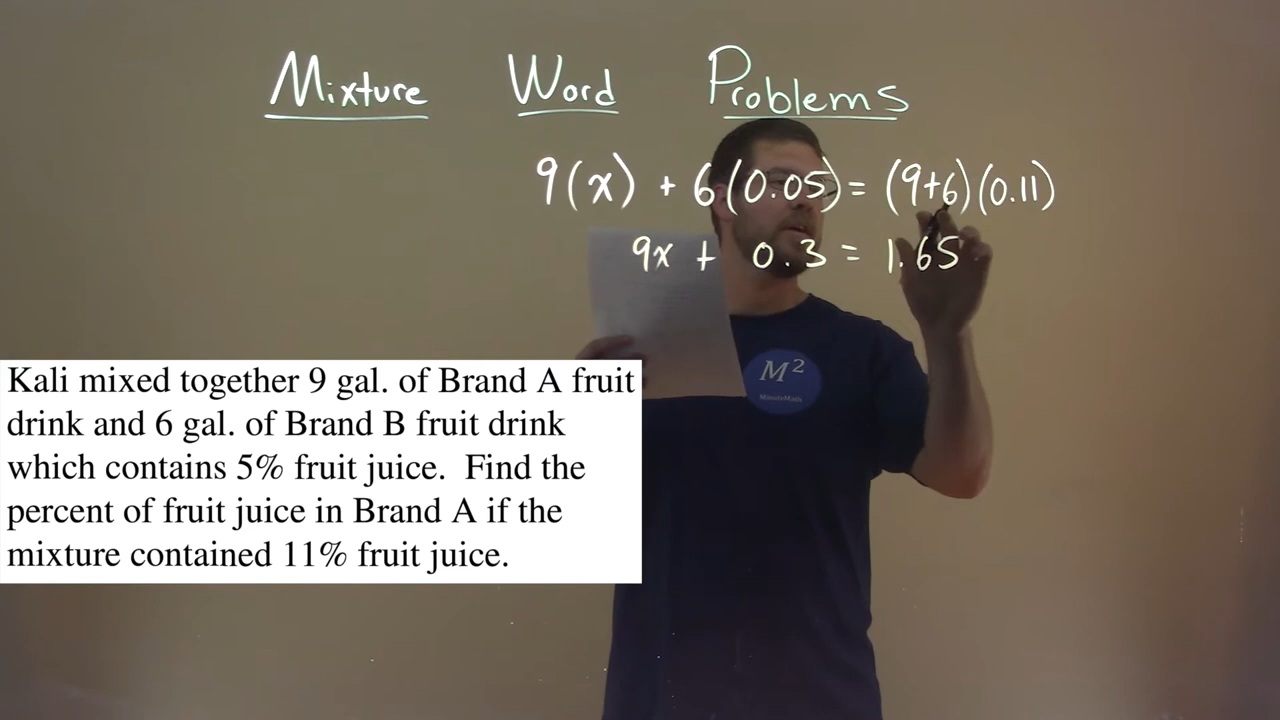 Mixture Word Problems
9(x) + 6(0.05) = (9+6)(0.11)
9x + 0.3 = 1.65
M²
MinuteMath
Kali mixed together 9 gal. of Brand A fruit
drink and 6 gal. of Brand B fruit drink
which contains 5% fruit juice. Find the
percent of fruit juice in Brand A if the
mixture contained 11% fruit juice.